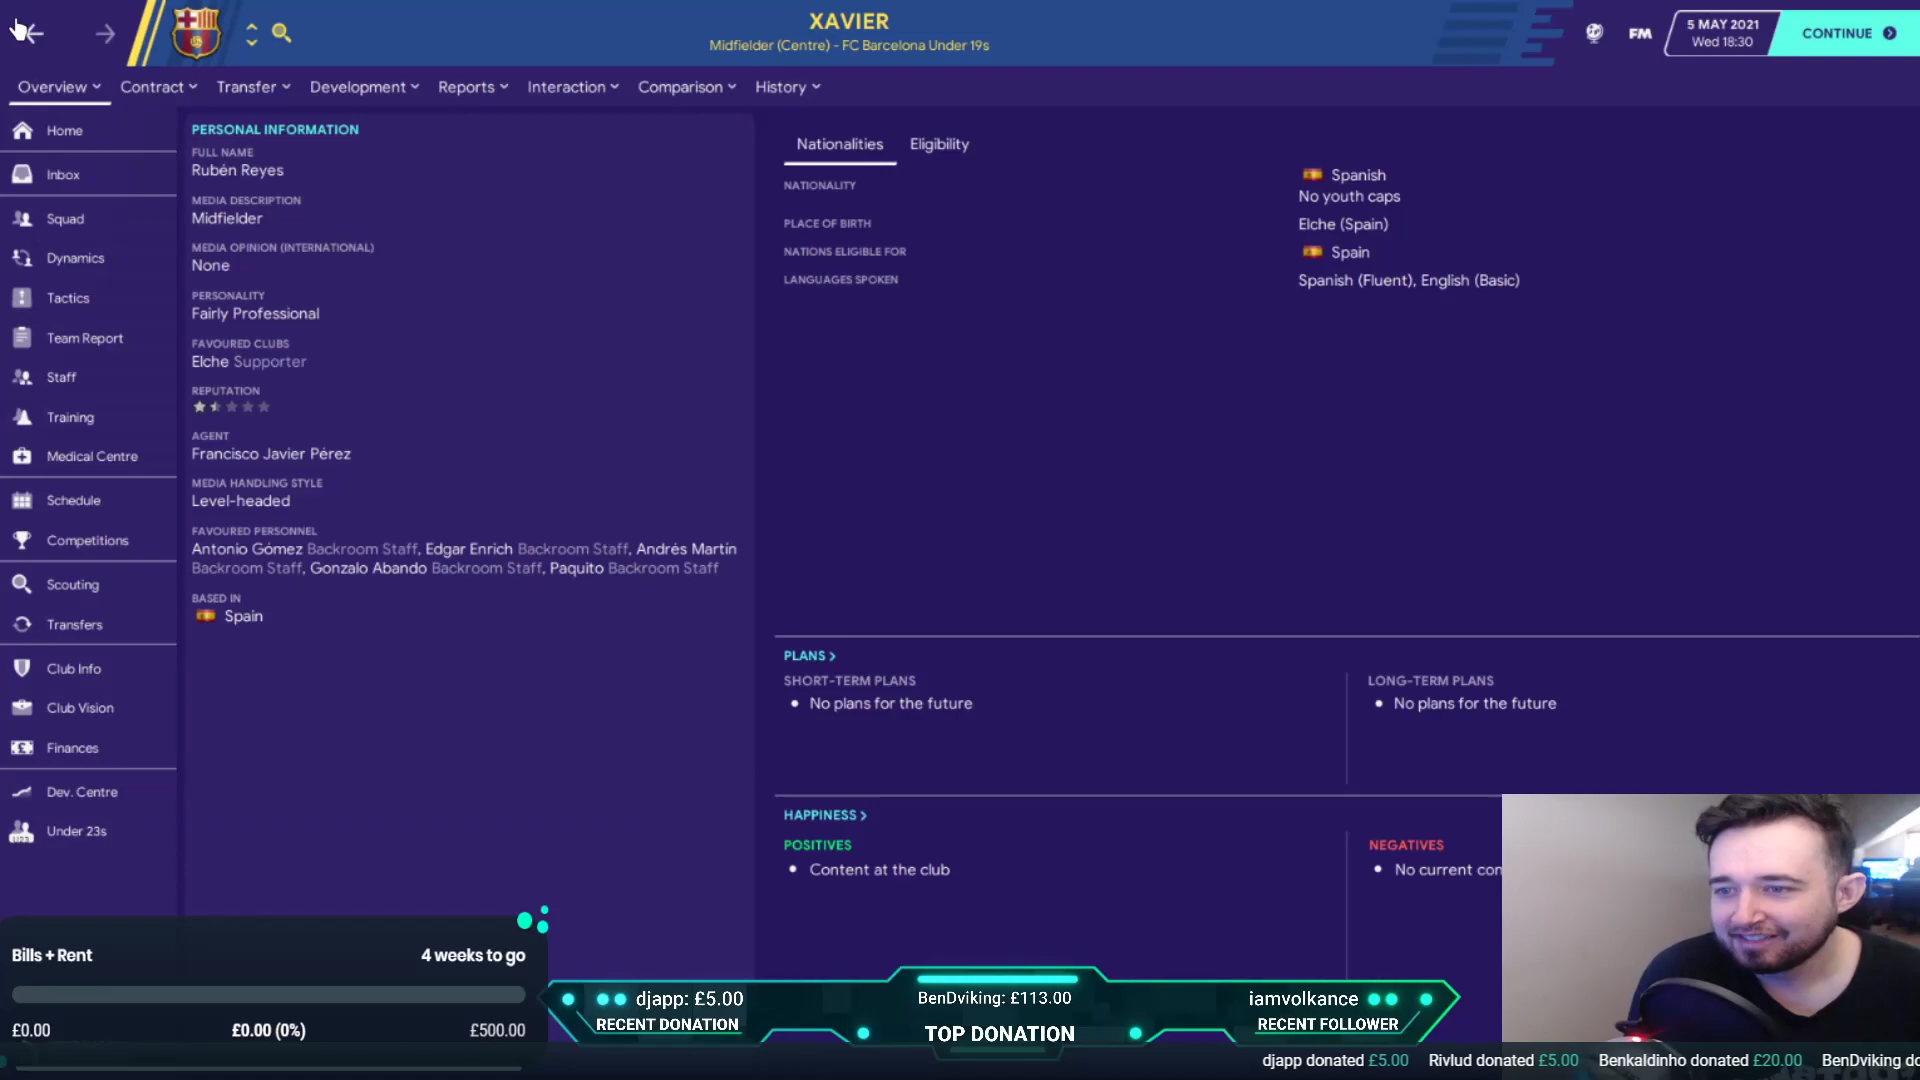 XAVIER
Midfielder (Centre) - FC Barcelona Under 19s
FM
5 MAY 2021
Wed 18:30
CONTINUE
Overview
Contract
Transfer
Development
Reports
Interaction
Comparison
History
Home
Inbox
Squad
Dynamics
Tactics
Team Report
Staff
Training
Medical Centre
Schedule
Competitions
Scouting
Transfers
Club Info
Club Vision
Finances
Dev. Centre
Under 23s
PERSONAL INFORMATION
FULL NAME
Rubén Reyes
MEDIA DESCRIPTION
Midfielder
MEDIA OPINION (INTERNATIONAL)
None
PERSONALITY
Fairly Professional
FAVOURED CLUBS
Elche Supporter
REPUTATION
AGENT
Francisco Javier Pérez
MEDIA HANDLING STYLE
Level-headed
FAVOURED PERSONNEL
Antonio Gómez Backroom Staff, Edgar Enrich Backroom Staff, Andrés Martín
Backroom Staff, Gonzalo Abando Backroom Staff, Paquito Backroom Staff
BASED IN
Spain
Nationalities
Eligibility
NATIONALITY
Spanish
No youth caps
PLACE OF BIRTH
Elche (Spain)
NATIONS ELIGIBLE FOR
Spain
LANGUAGES SPOKEN
Spanish (Fluent), English (Basic)
PLANS >
SHORT-TERM PLANS
• No plans for the future
LONG-TERM PLANS
• No plans for the future
HAPPINESS >
POSITIVES
• Content at the club
NEGATIVES
• No current con
Bills + Rent
4 weeks to go
£0.00
£0.00 (0%)
£500.00
djapp: £5.00
RECENT DONATION
BenDviking: £113.00
TOP DONATION
iamvolkance
RECENT FOLLOWER
djapp donated £5.00
Rivlud donated £5.00
Benkaldinho donated £20.00
BenDviking do